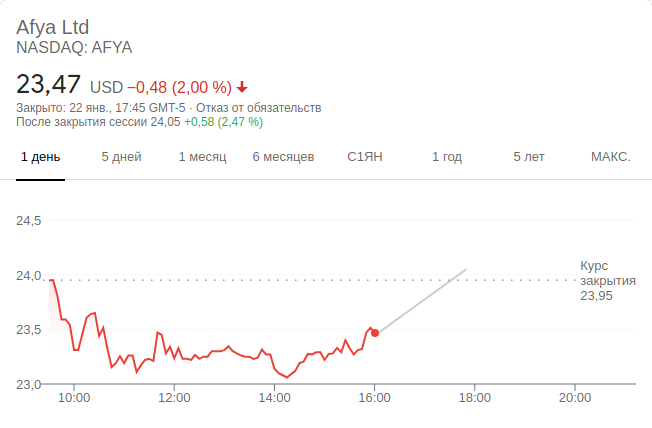 Afya Ltd
NASDAQ: AFYA
23,47 USD −0,48 (2,00 %)
Закрыто: 22 янв., 17:45 GMT-5 · Отказ от обязательств
После закрытия сессии 24,05 +0,58 (2,47 %)
1 день 5 дней 1 месяц 6 месяцев С1ЯН 1 год 5 лет МАКС.
24,5
24,0
23,5
23,0
Курс
закрытия
23,95
10:00 12:00 14:00 16:00 18:00 20:00